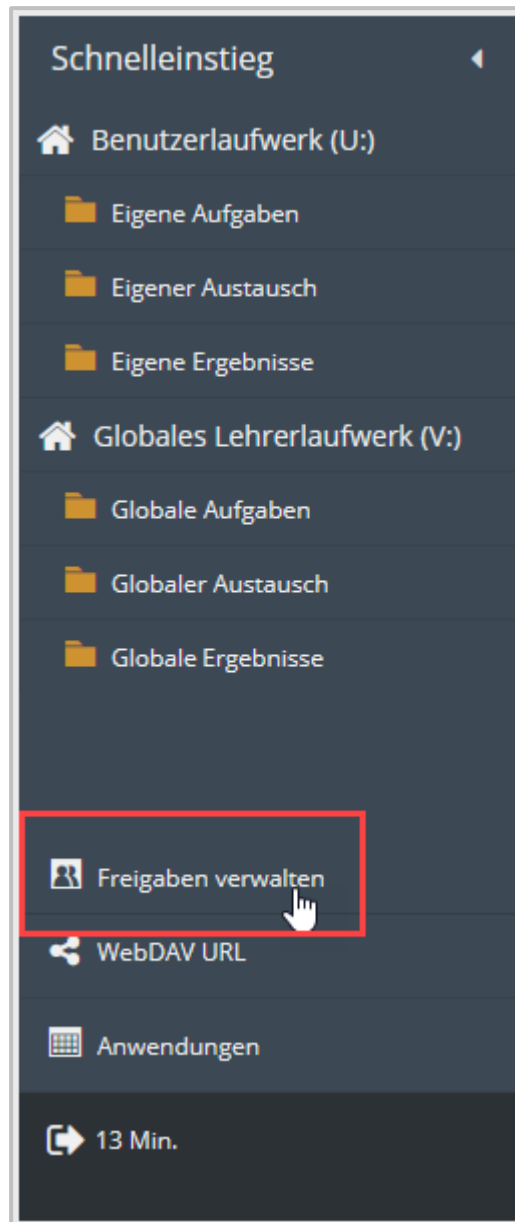 Schnelleinstieg
Benutzerlaufwerk (U:)
Eigene Aufgaben
Eigener Austausch
Eigene Ergebnisse
Globales Lehrerlaufwerk (V:)
Globale Aufgaben
Globaler Austausch
Globale Ergebnisse
Freigaben verwalten
WebDAV URL
Anwendungen
13 Min.